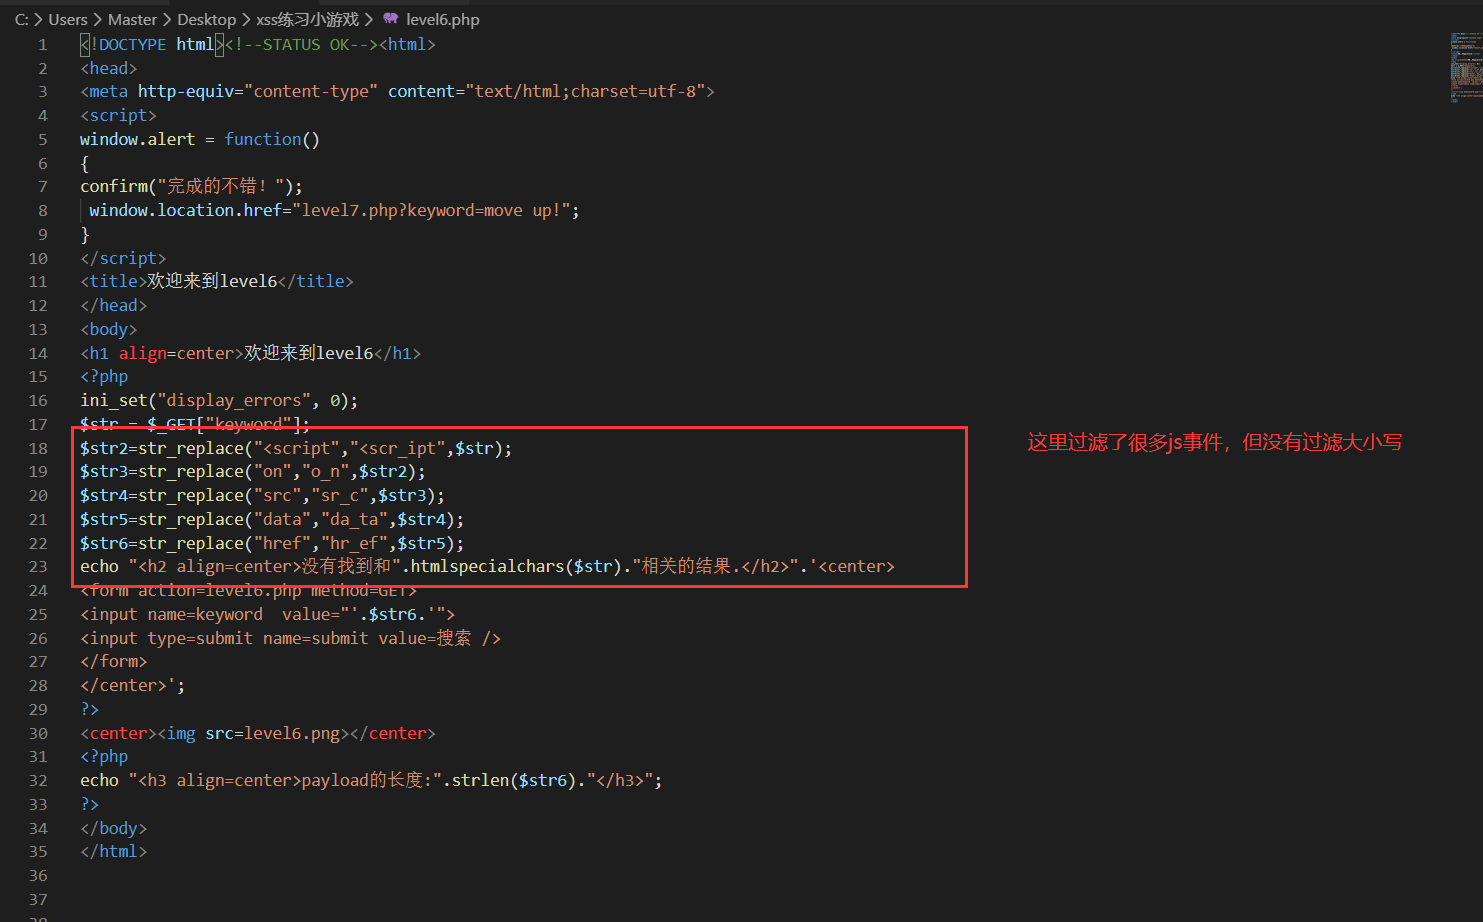 C: > Users > Master > Desktop > xss练习小游戏 > level6.php
1 <!DOCTYPE html><!--STATUS OK--><html>
2 <head>
3 <meta http-equiv="content-type" content="text/html;charset=utf-8">
4 <script>
5 window.alert = function()
6 {
7 confirm("完成的不错！");
8  window.location.href="level7.php?keyword=move up!";
9 }
10 </script>
11 <title>欢迎来到level6</title>
12 </head>
13 <body>
14 <h1 align=center>欢迎来到level6</h1>
15 <?php
16 ini_set("display_errors", 0);
17 $str = $_GET["keyword"];
18 $str2=str_replace("<script","<scr_ipt",$str);
19 $str3=str_replace("on","o_n",$str2);
20 $str4=str_replace("src","sr_c",$str3);
这里过滤了很多js事件，但没有过滤大小写
21 $str5=str_replace("data","da_ta",$str4);
22 $str6=str_replace("href","hr_ef",$str5);
23 echo "<h2 align=center>没有找到和".htmlspecialchars($str)."相关的结果.</h2>".'<center>
24 <form action=level6.php method=GET>
25 <input name=keyword  value="'.$str6.'">
26 <input type=submit name=submit value=搜索 />
27 </form>
28 </center>';
29 ?>
30 <center><img src=level6.png></center>
31 <?php
32 echo "<h3 align=center>payload的长度:".strlen($str6)."</h3>";
33 ?>
34 </body>
35 </html>
36
37
38